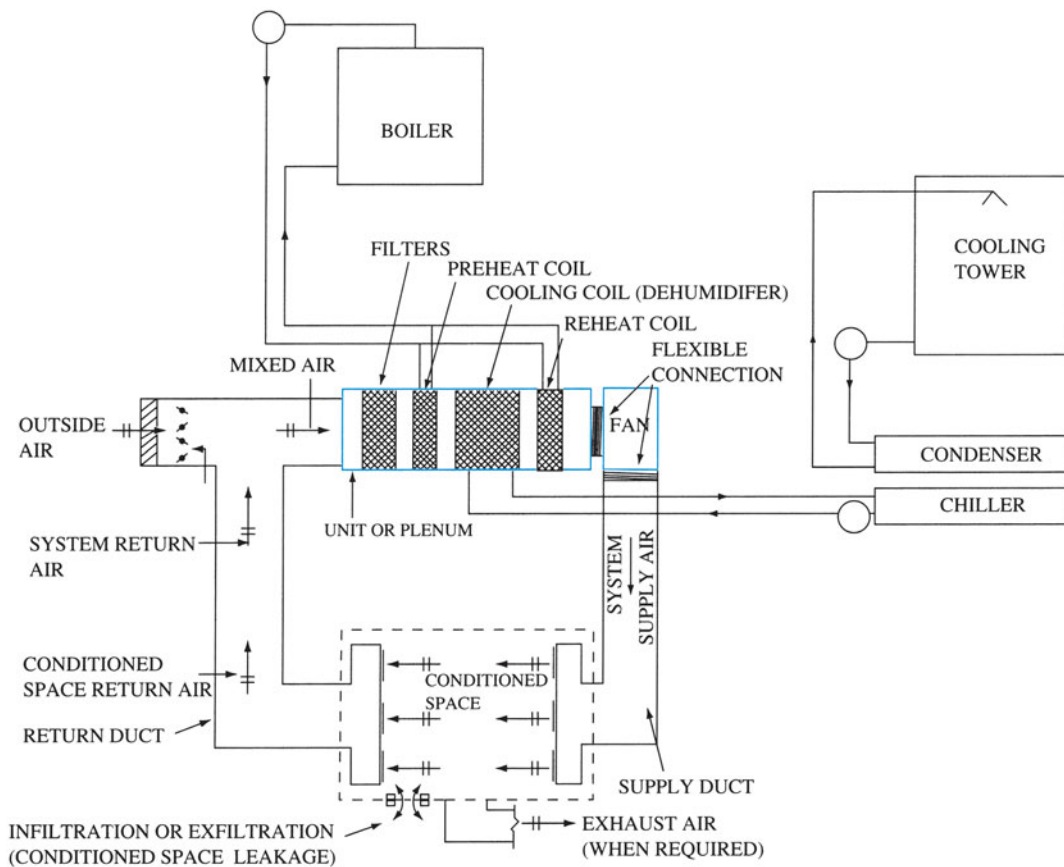 BOILER
COOLING
TOWER
FILTERS
PREHEAT COIL
COOLING COIL (DEHUMIDIFER)
REHEAT COIL
FLEXIBLE
CONNECTION
MIXED AIR
OUTSIDE
AIR
FAN
CONDENSER
CHILLER
UNIT OR PLENUM
SYSTEM RETURN
AIR
SYSTEM
SUPPLY AIR
CONDITIONED
SPACE RETURN AIR
CONDITIONED
SPACE
RETURN DUCT
SUPPLY DUCT
INFILTRATION OR EXFILTRATION
(CONDITIONED SPACE LEAKAGE)
EXHAUST AIR
(WHEN REQUIRED)